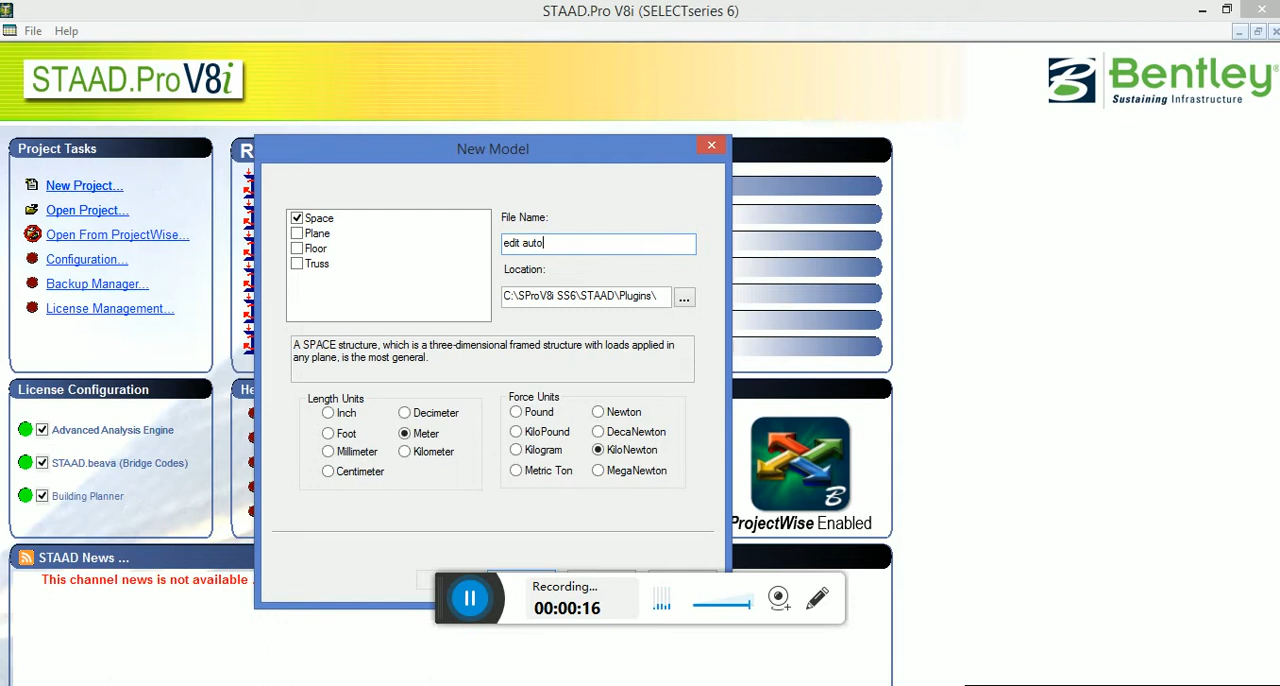 STAAD.Pro V8i (SELECTseries 6)
File Help
STAAD.Pro V8i
Bentley®
Sustaining Infrastructure
Project Tasks
New Project...
Open Project...
Open From ProjectWise...
Configuration...
Backup Manager...
License Management...
License Configuration
Advanced Analysis Engine
STAAD.beava (Bridge Codes)
Building Planner
STAAD News ...
This channel news is not available .
R
He
New Model
Space
Plane
Floor
Truss
File Name:
edit auto
Location:
C:\SProV8i SS6\STAAD\Plugins\
...
A SPACE structure, which is a three-dimensional framed structure with loads applied in
any plane, is the most general.
Length Units
Inch
Decimeter
Foot
Meter
Millimeter
Kilometer
Centimeter
Force Units
Pound
Newton
KiloPound
DecaNewton
Kilogram
KiloNewton
Metric Ton
MegaNewton
B
ProjectWise Enabled
Recording...
00:00:16